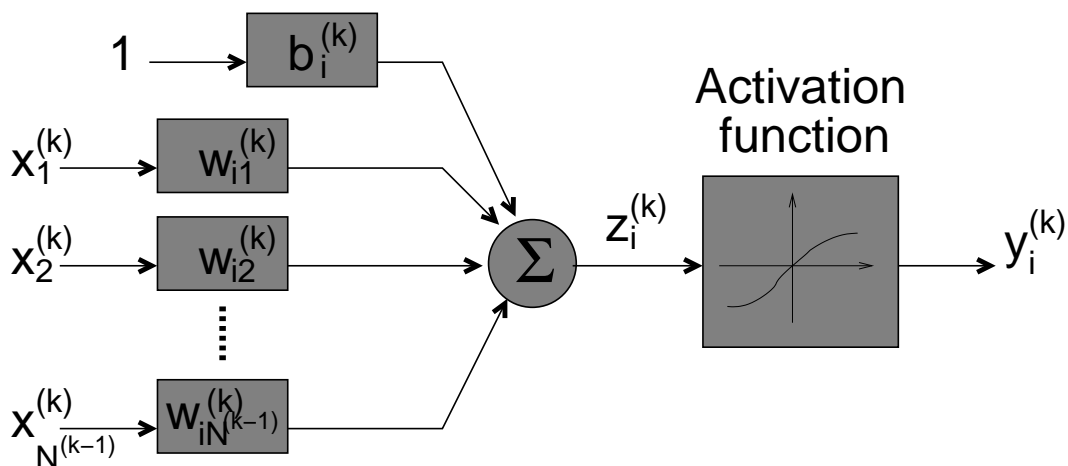 1
b_i^(k)
Activation
function
x_1^(k)
w_i1^(k)
x_2^(k)
w_i2^(k)
Σ
z_i^(k)
y_i^(k)
x_N^(k−1)^(k)
w_iN^(k−1)^(k)